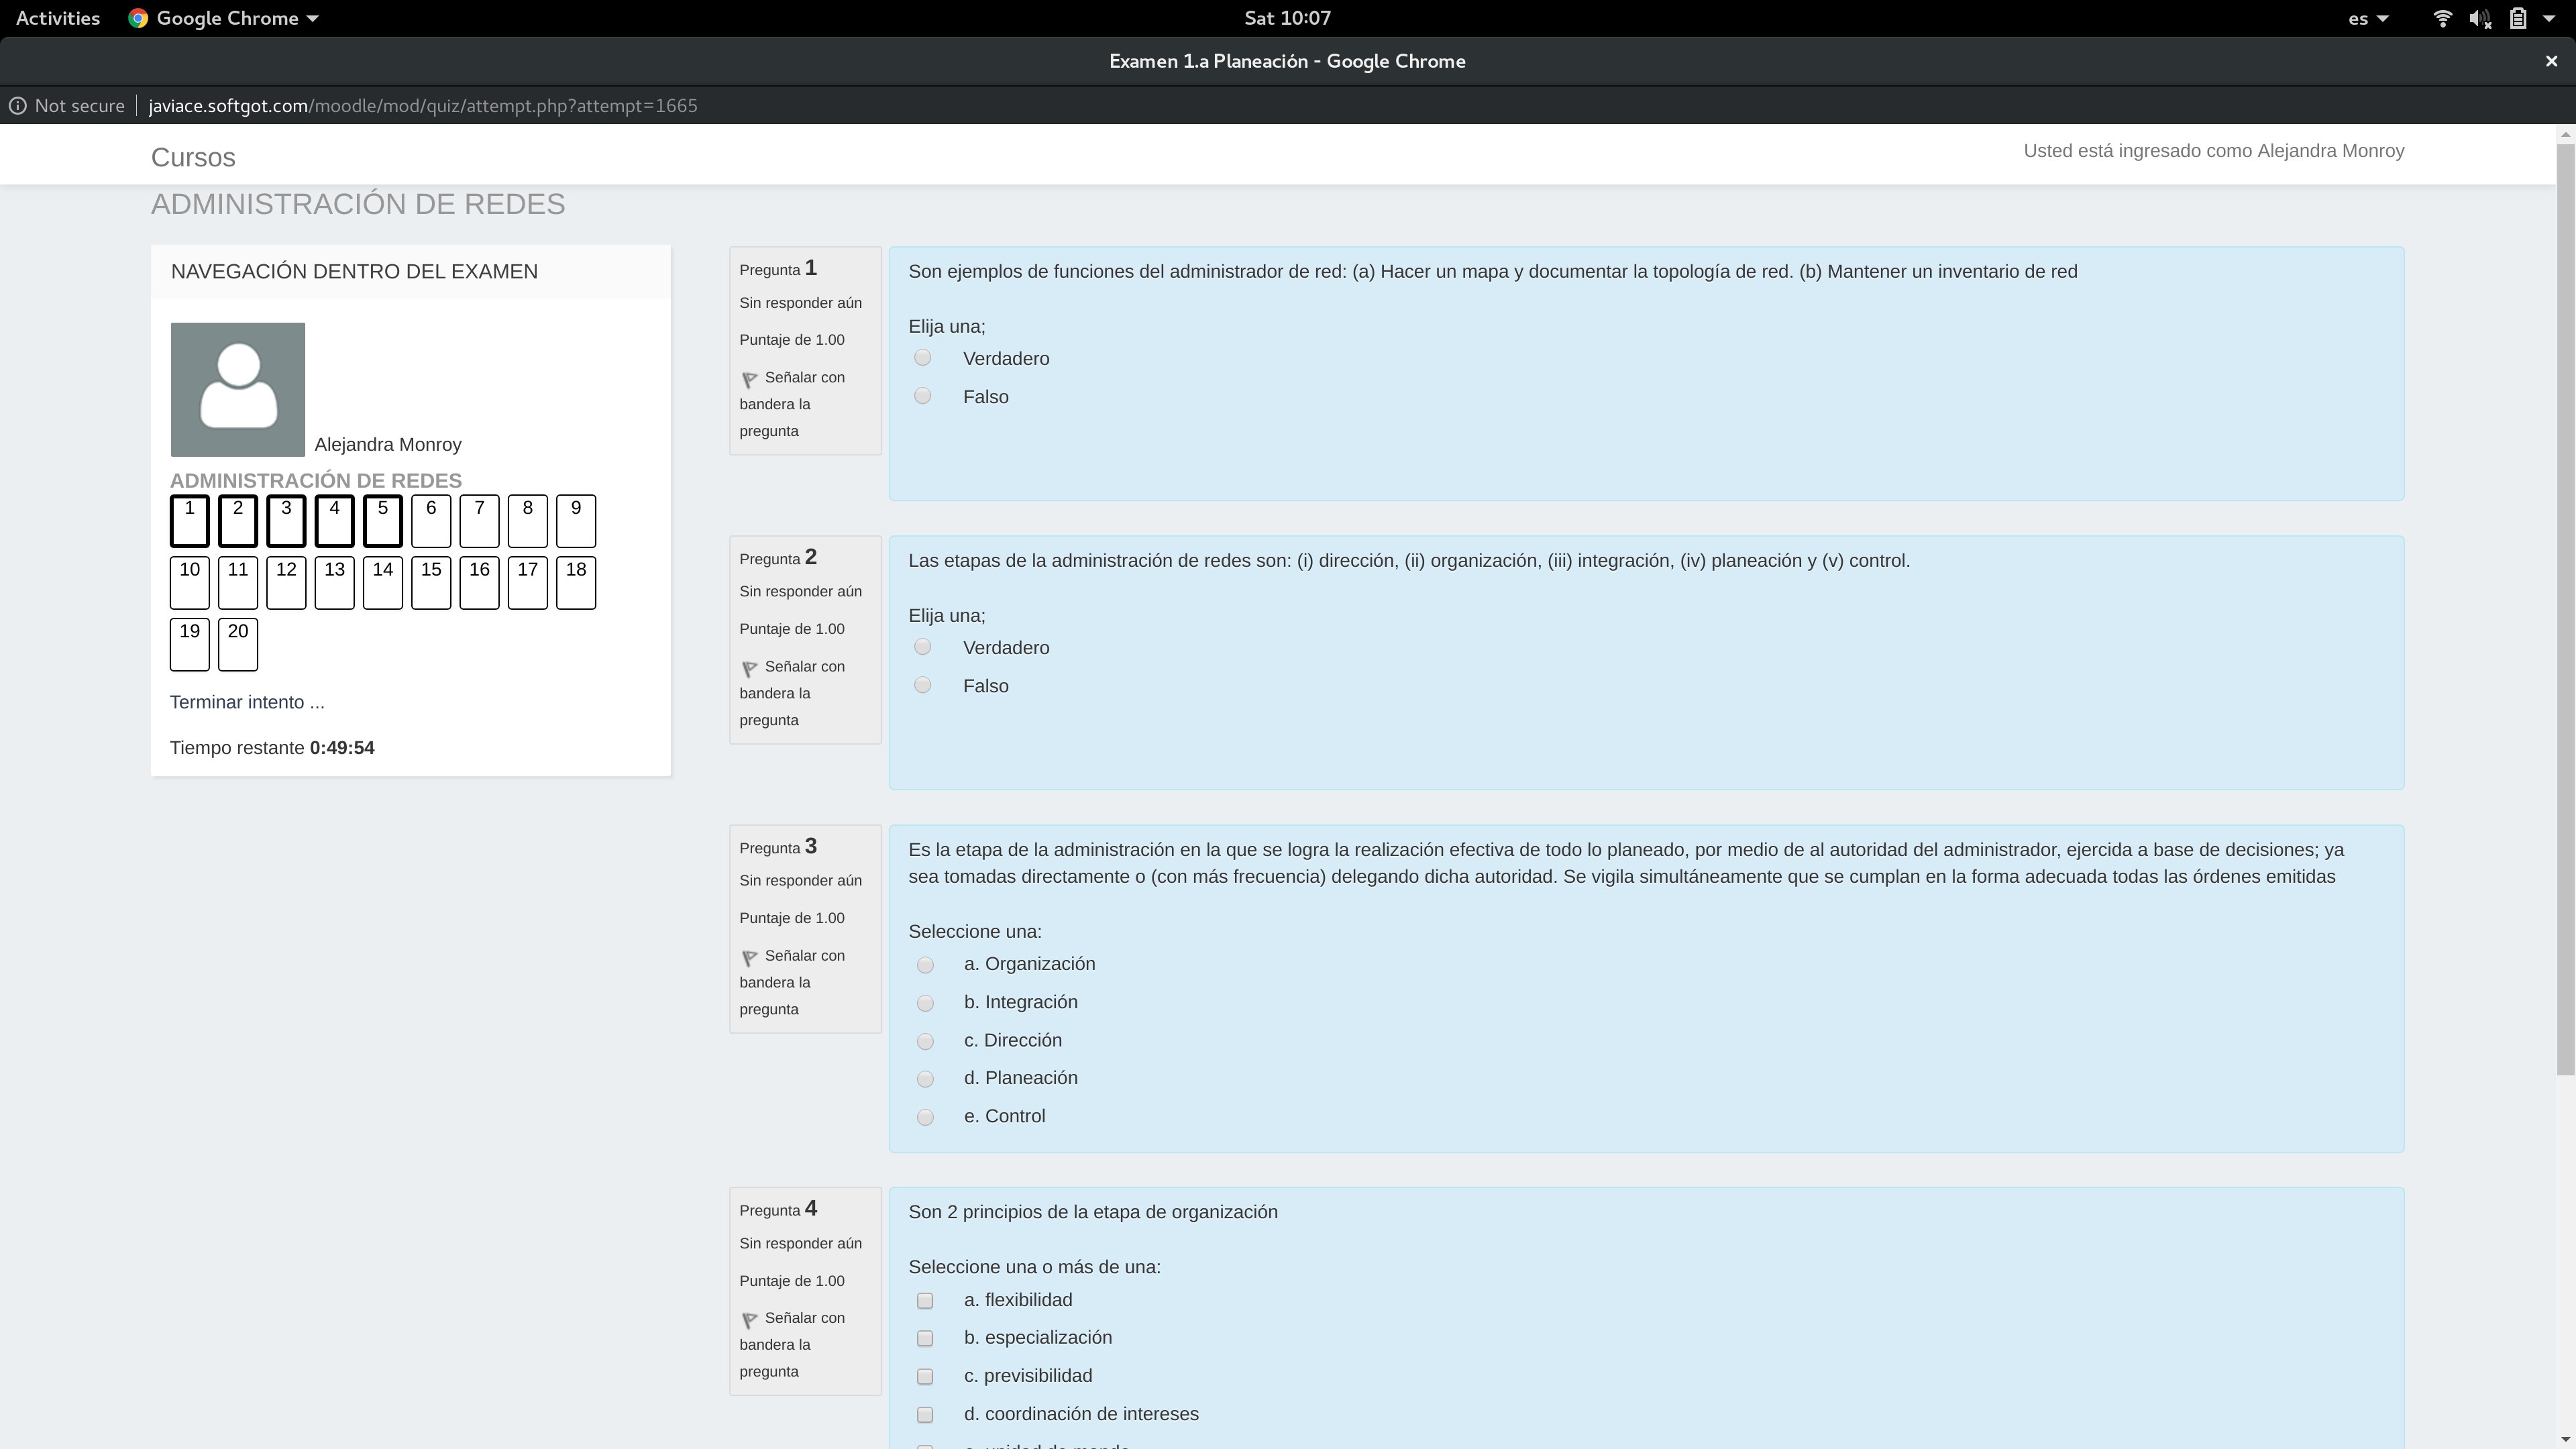 Activities Google Chrome Sat 10:07 es
Examen 1.a Planeación - Google Chrome ×
Not secure javiace.softgot.com/moodle/mod/quiz/attempt.php?attempt=1665
Cursos
Usted está ingresado como Alejandra Monroy
ADMINISTRACIÓN DE REDES
NAVEGACIÓN DENTRO DEL EXAMEN
Alejandra Monroy
ADMINISTRACIÓN DE REDES
1 2 3 4 5 6 7 8 9
10 11 12 13 14 15 16 17 18
19 20
Terminar intento ...
Tiempo restante 0:49:54
Pregunta 1
Sin responder aún
Puntaje de 1.00
Señalar con
bandera la
pregunta
Son ejemplos de funciones del administrador de red: (a) Hacer un mapa y documentar la topología de red. (b) Mantener un inventario de red
Elija una;
Verdadero
Falso
Pregunta 2
Sin responder aún
Puntaje de 1.00
Señalar con
bandera la
pregunta
Las etapas de la administración de redes son: (i) dirección, (ii) organización, (iii) integración, (iv) planeación y (v) control.
Elija una;
Verdadero
Falso
Pregunta 3
Sin responder aún
Puntaje de 1.00
Señalar con
bandera la
pregunta
Es la etapa de la administración en la que se logra la realización efectiva de todo lo planeado, por medio de al autoridad del administrador, ejercida a base de decisiones; ya
sea tomadas directamente o (con más frecuencia) delegando dicha autoridad. Se vigila simultáneamente que se cumplan en la forma adecuada todas las órdenes emitidas
Seleccione una:
a. Organización
b. Integración
c. Dirección
d. Planeación
e. Control
Pregunta 4
Sin responder aún
Puntaje de 1.00
Señalar con
bandera la
pregunta
Son 2 principios de la etapa de organización
Seleccione una o más de una:
a. flexibilidad
b. especialización
c. previsibilidad
d. coordinación de intereses